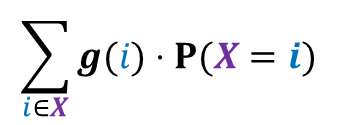 ∑ g(i) · P(X = i)
i∈X